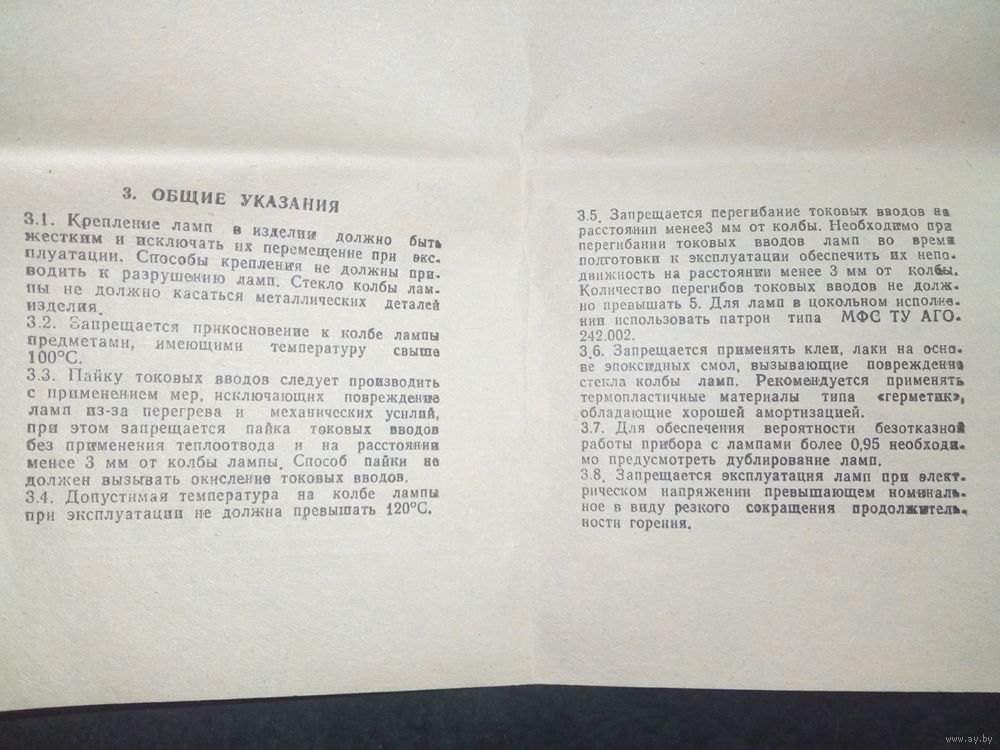 3. ОБЩИЕ УКАЗАНИЯ
3.1. Крепление ламп в изделии должно быть
жестким и исключать их перемещение при экс-
плуатации. Способы крепления не должны при-
водить к разрушению ламп. Стекло колбы лам-
пы не должно касаться металлических деталей
изделия.
3.2. Запрещается прикосновение к колбе лампы
предметами, имеющими температуру свыше
100°С.
3.3. Пайку токовых вводов следует производить
с применением мер, исключающих повреждение
ламп из-за перегрева и механических усилий,
при этом запрещается пайка токовых вводов
без применения теплоотвода и на расстоянии
менее 3 мм от колбы лампы. Способ пайки не
должен вызывать окисление токовых вводов.
3.4. Допустимая температура на колбе лампы
при эксплуатации не должна превышать 120°С.
3.5. Запрещается перегибание токовых вводов на
расстоянии менее3 мм от колбы. Необходимо при
перегибании токовых вводов ламп во время
подготовки к эксплуатации обеспечить их непо-
движность на расстоянии менее 3 мм от колбы.
Количество перегибов токовых вводов не долж-
но превышать 5. Для ламп в цокольном исполне-
нии использовать патрон типа МФС ТУ АГО.
242.002.
3.6. Запрещается применять клеи, лаки на осно-
ве эпоксидных смол, вызывающие повреждения
стекла колбы ламп. Рекомендуется применять
термопластичные материалы типа «герметик»,
обладающие хорошей амортизацией.
3.7. Для обеспечения вероятности безотказной
работы прибора с лампами более 0,95 необходи-
мо предусмотреть дублирование ламп.
3.8. Запрещается эксплуатация ламп при элект-
рическом напряжении превышающем номиналь-
ное в виду резкого сокращения продолжитель-
ности горения.
www.ay.by